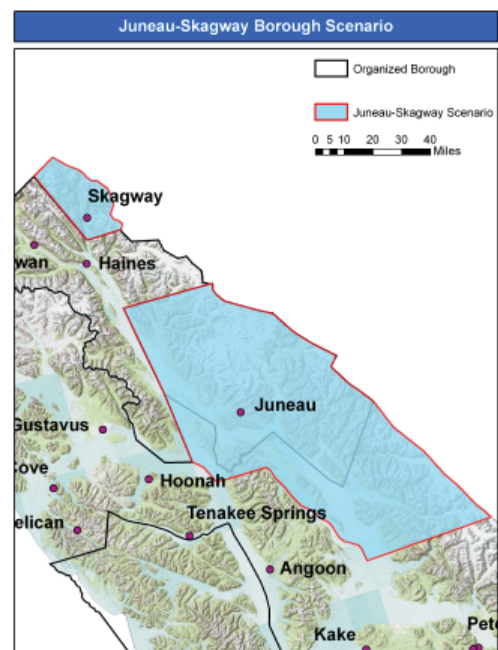 Juneau-Skagway Borough Scenario
Organized Borough
Juneau-Skagway Scenario
0 5 10 20 30 40
Miles
Skagway
wan
Haines
Juneau
Gustavus
Cove
Hoonah
elican
Tenakee Springs
Angoon
Kake
Pete